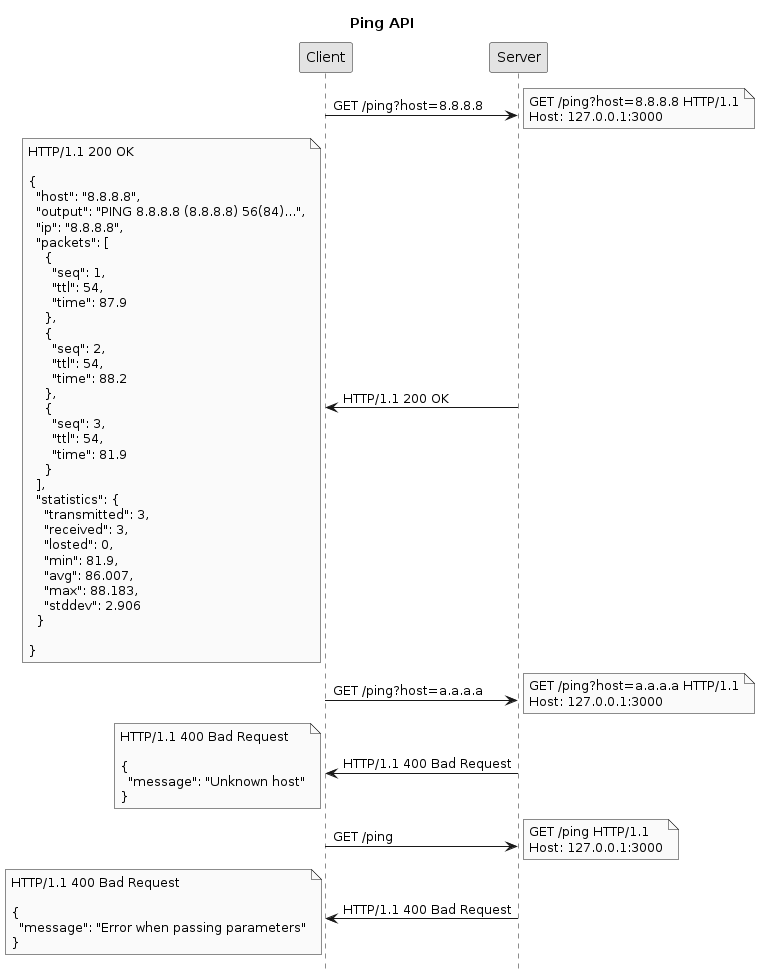 Ping API
Client
Server
GET /ping?host=8.8.8.8
GET /ping?host=8.8.8.8 HTTP/1.1
Host: 127.0.0.1:3000
HTTP/1.1 200 OK
{
"host": "8.8.8.8",
"output": "PING 8.8.8.8 (8.8.8.8) 56(84)...",
"ip": "8.8.8.8",
"packets": [
{
"seq": 1,
"ttl": 54,
"time": 87.9
},
{
"seq": 2,
"ttl": 54,
"time": 88.2
},
{
"seq": 3,
"ttl": 54,
"time": 81.9
}
],
"statistics": {
"transmitted": 3,
"received": 3,
"losted": 0,
"min": 81.9,
"avg": 86.007,
"max": 88.183,
"stddev": 2.906
}
}
HTTP/1.1 200 OK
GET /ping?host=a.a.a.a
GET /ping?host=a.a.a.a HTTP/1.1
Host: 127.0.0.1:3000
HTTP/1.1 400 Bad Request
{
"message": "Unknown host"
}
HTTP/1.1 400 Bad Request
GET /ping
GET /ping HTTP/1.1
Host: 127.0.0.1:3000
HTTP/1.1 400 Bad Request
{
"message": "Error when passing parameters"
}
HTTP/1.1 400 Bad Request